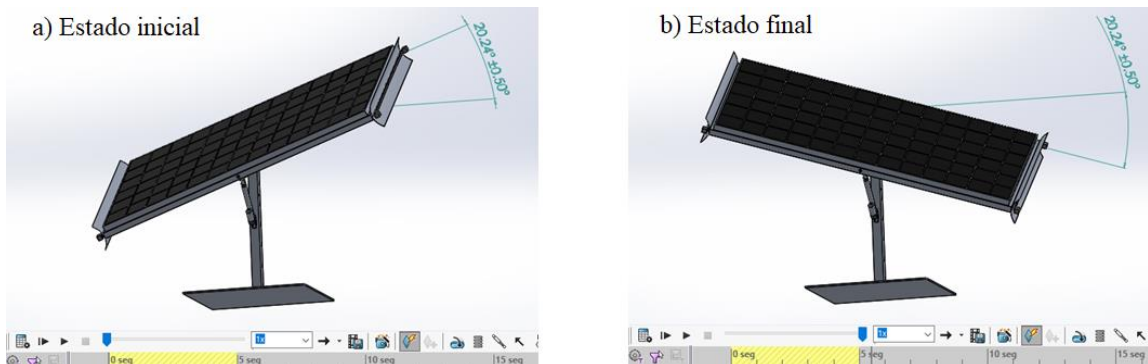 a) Estado inicial
20.24° ±0.50°
1x
0 seg
5 seg
10 seg
15 seg
b) Estado final
20.24° ±0.50°
1x
0 seg
5 seg
10 seg
15 seg